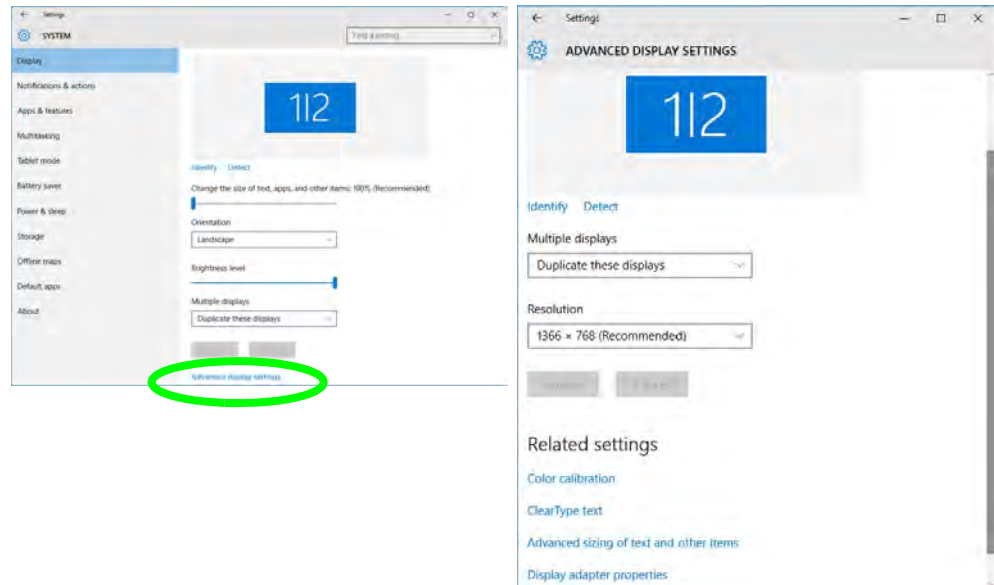 Settings
SYSTEM
Find a setting
Display
Notifications & actions
Apps & features
Multitasking
Tablet mode
Battery saver
Power & sleep
Storage
Offline maps
Default apps
About
1|2
Identify Detect
Change the size of text, apps, and other items: 100% (Recommended)
Orientation
Landscape
Brightness level
Multiple displays
Duplicate these displays
Advanced display settings
Settings
ADVANCED DISPLAY SETTINGS
1|2
Identify Detect
Multiple displays
Duplicate these displays
Resolution
1366 × 768 (Recommended)
Related settings
Color calibration
ClearType text
Advanced sizing of text and other items
Display adapter properties